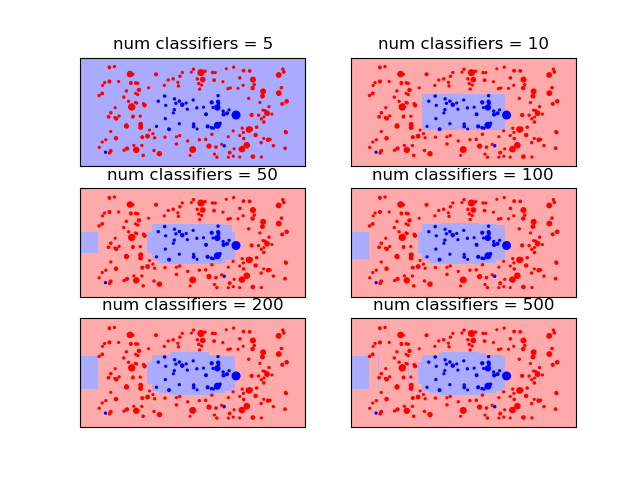 num classifiers = 5
num classifiers = 10
num classifiers = 50
num classifiers = 100
num classifiers = 200
num classifiers = 500